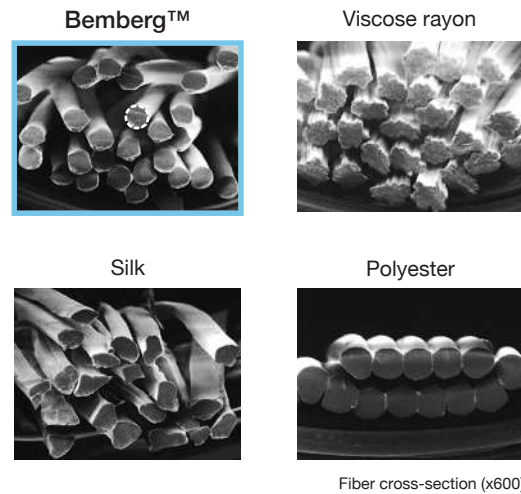 Bemberg™
Viscose rayon
Silk
Polyester
Fiber cross-section (x600)